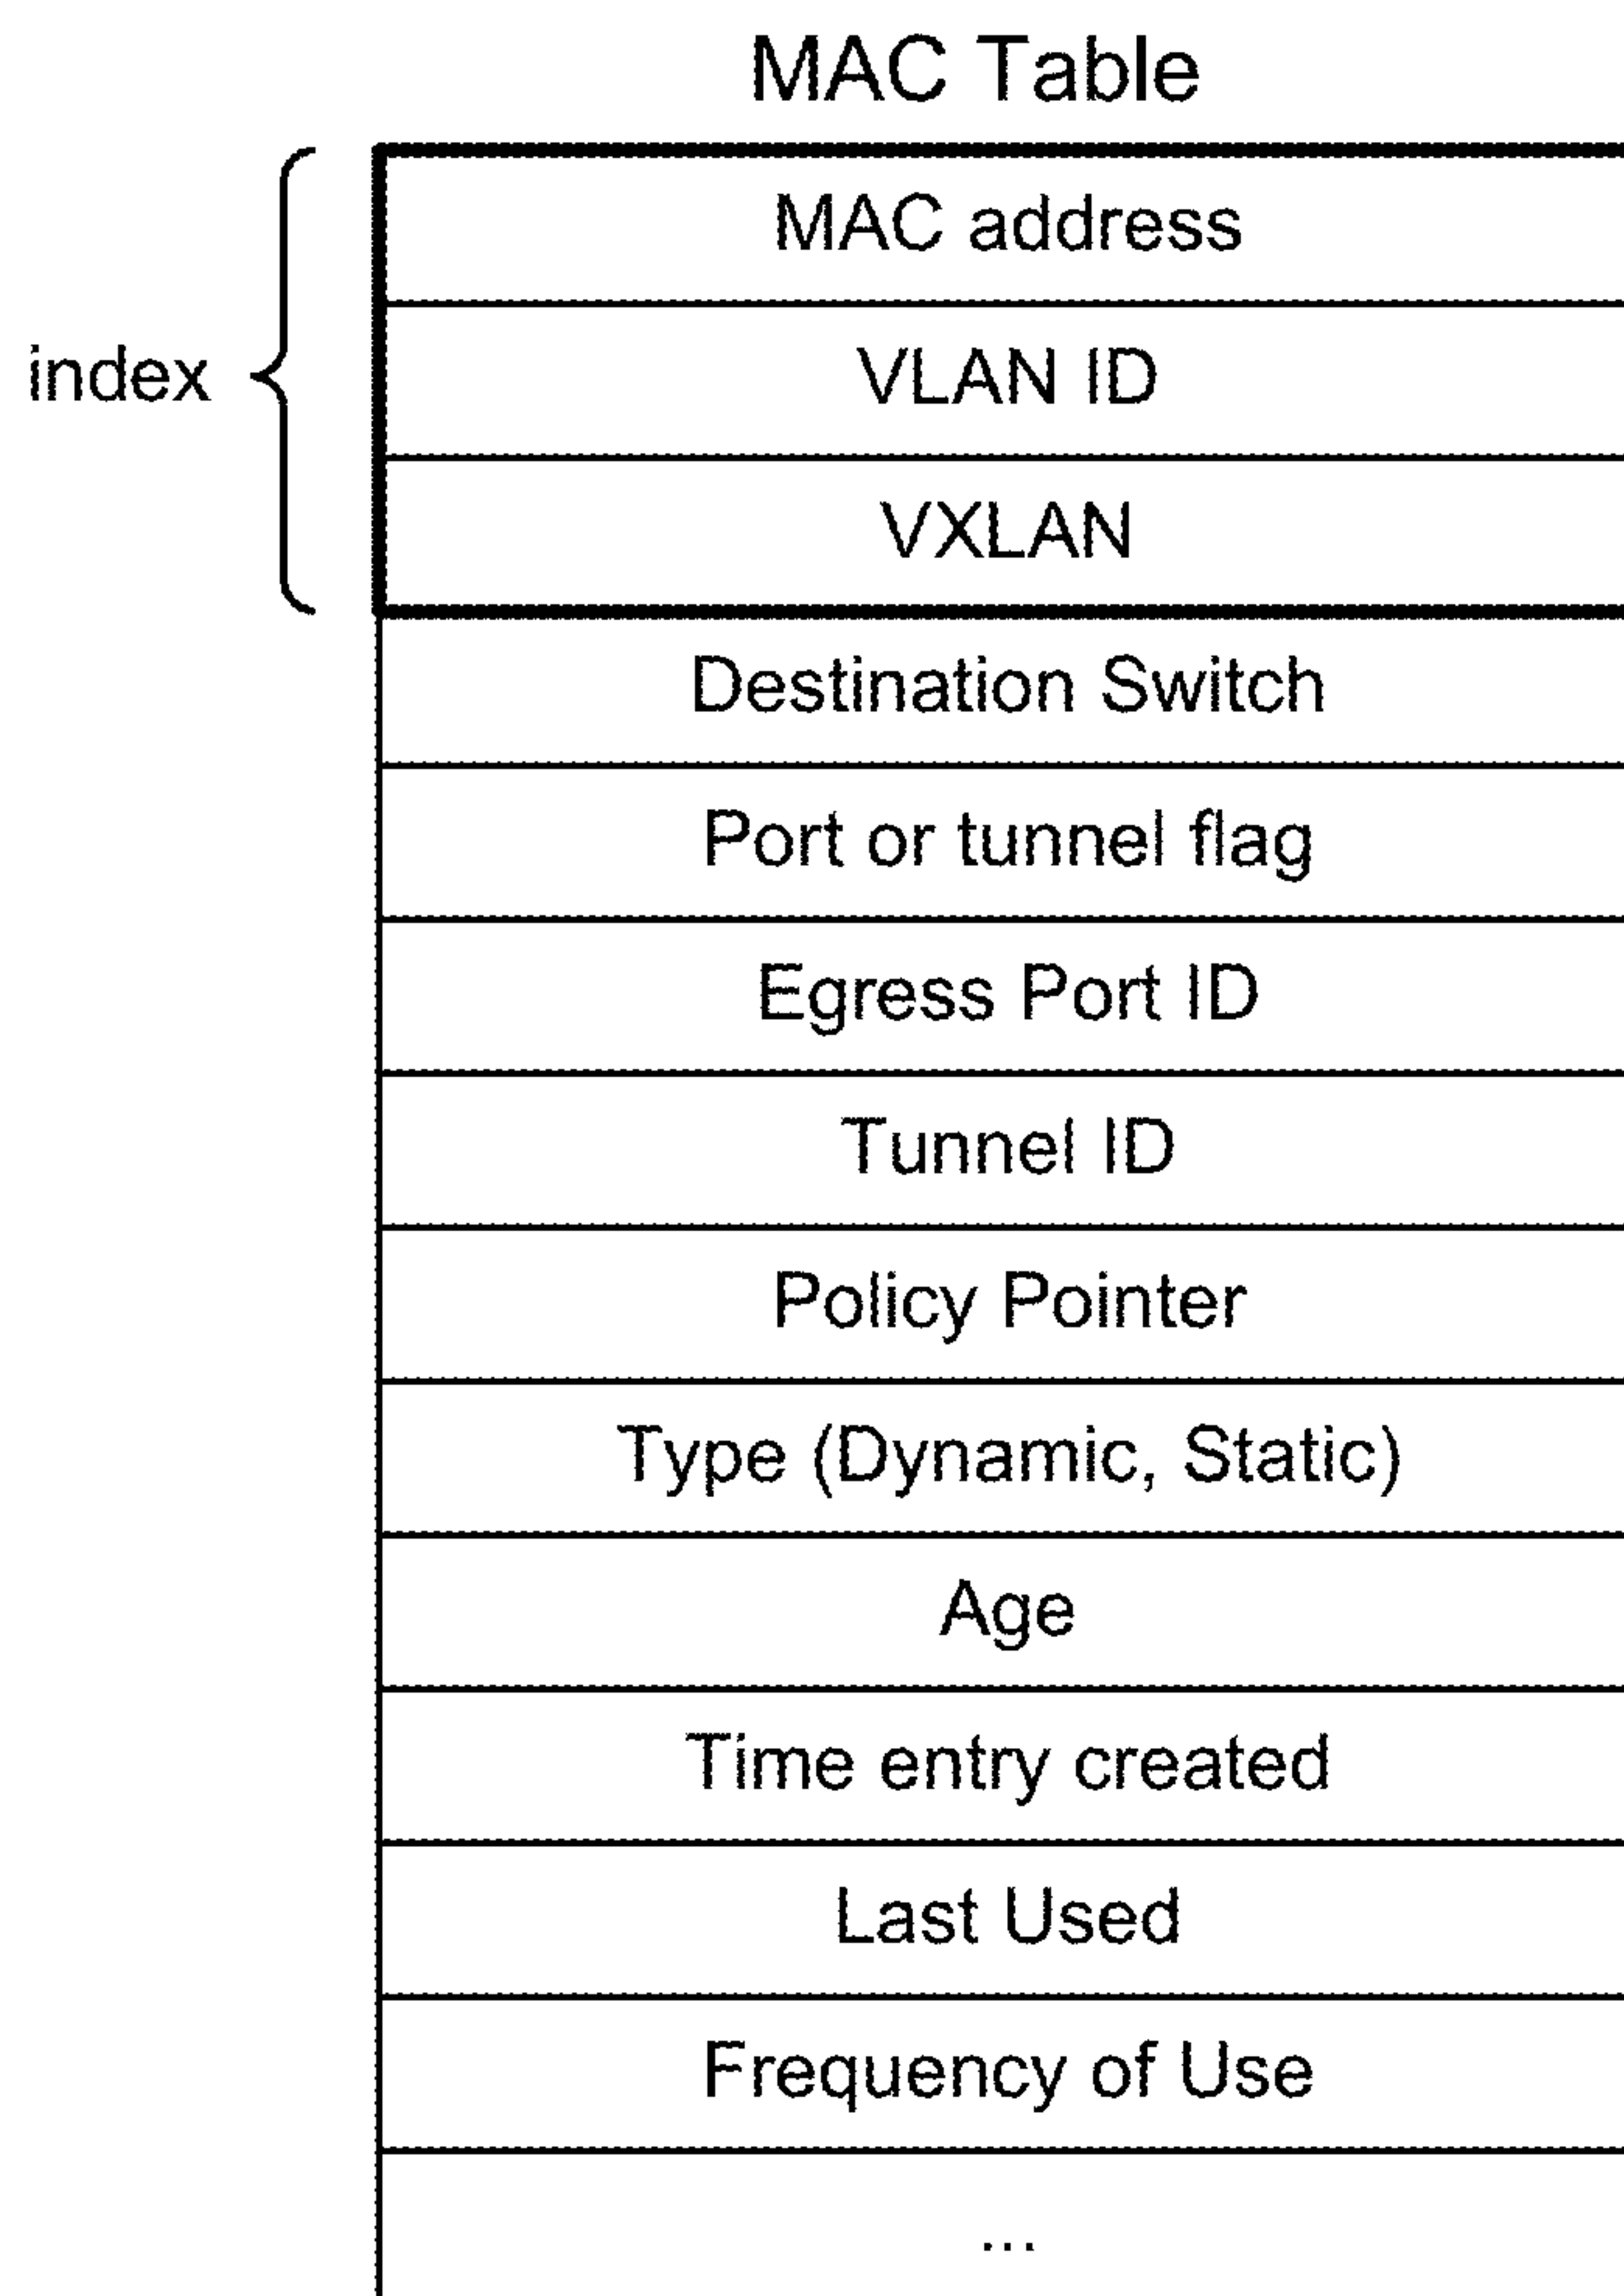 MAC Table
index
MAC address
VLAN ID
VXLAN
Destination Switch
Port or tunnel flag
Egress Port ID
Tunnel ID
Policy Pointer
Type (Dynamic, Static)
Age
Time entry created
Last Used
Frequency of Use
...